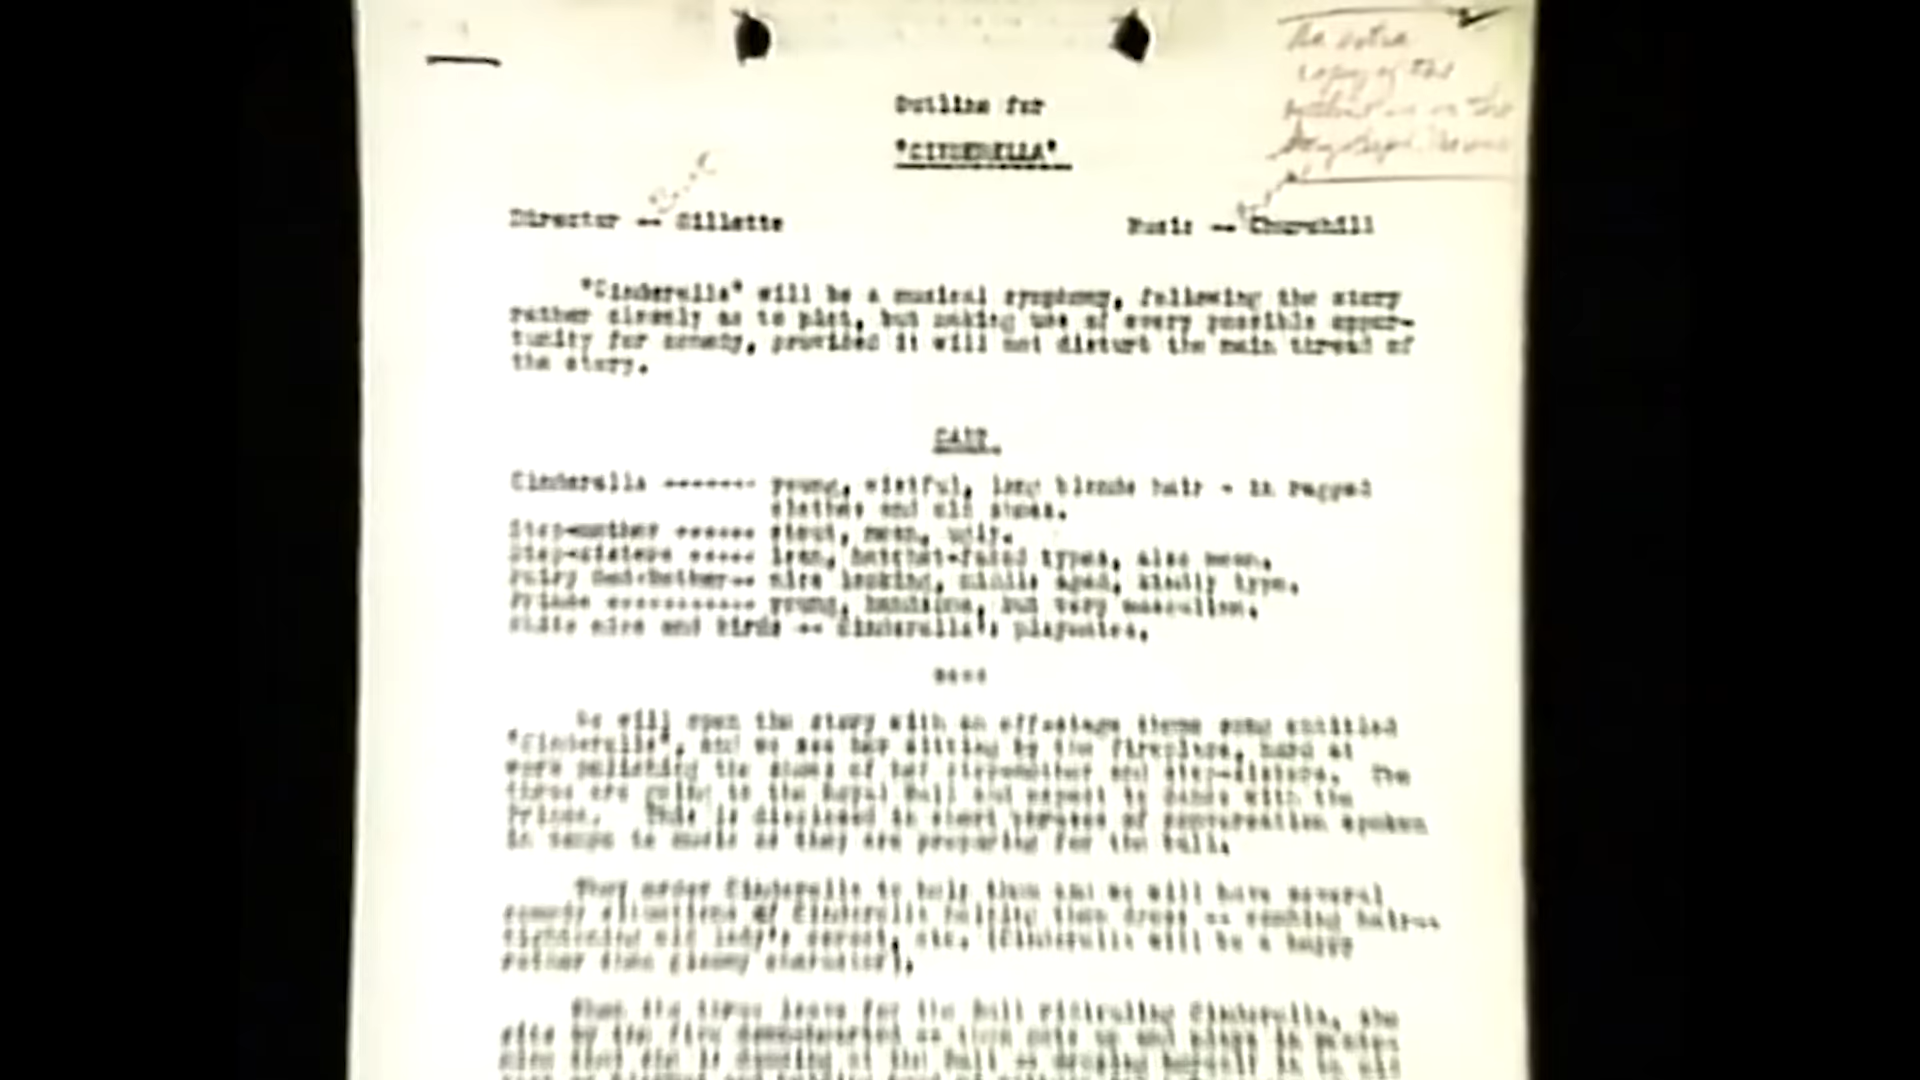 Outline for
"CINDERELLA"
Director -- Gillette
Music -- Churchill
"Cinderella" will be a musical symphony, following the story
rather closely as to plot, but making use of every possible oppor-
tunity for comedy, provided it will not disturb the main thread of
the story.
CAST.
Cinderella ------- young, wistful, long blonde hair - in ragged
clothes and old shoes.
Step-mother ------ stout, mean, ugly.
Step-sisters ----- lean, hatchet-faced types, also mean.
Fairy Godmother-- nice looking, middle aged, kindly type.
Prince ----------- young, handsome, but very masculine.
White mice and birds -- Cinderella's playmates.
We will open the story with an offstage theme song entitled
"Cinderella", and we see her sitting by the fireplace, hard at
work polishing the shoes of her stepmother and step-sisters. The
three are going to the Royal Ball and expect to dance with the
Prince. This is disclosed in short phrases of conversation spoken
in tempo to music as they are preparing for the ball.
They order Cinderella to help them and we will have several
comedy situations of Cinderella helping them dress -- combing hair--
tightening old lady's corset, etc. (Cinderella will be a happy
rather than gloomy character).
When the three leave for the Ball ridiculing Cinderella, she
sits by the fire
that she is dancing at the Ball --